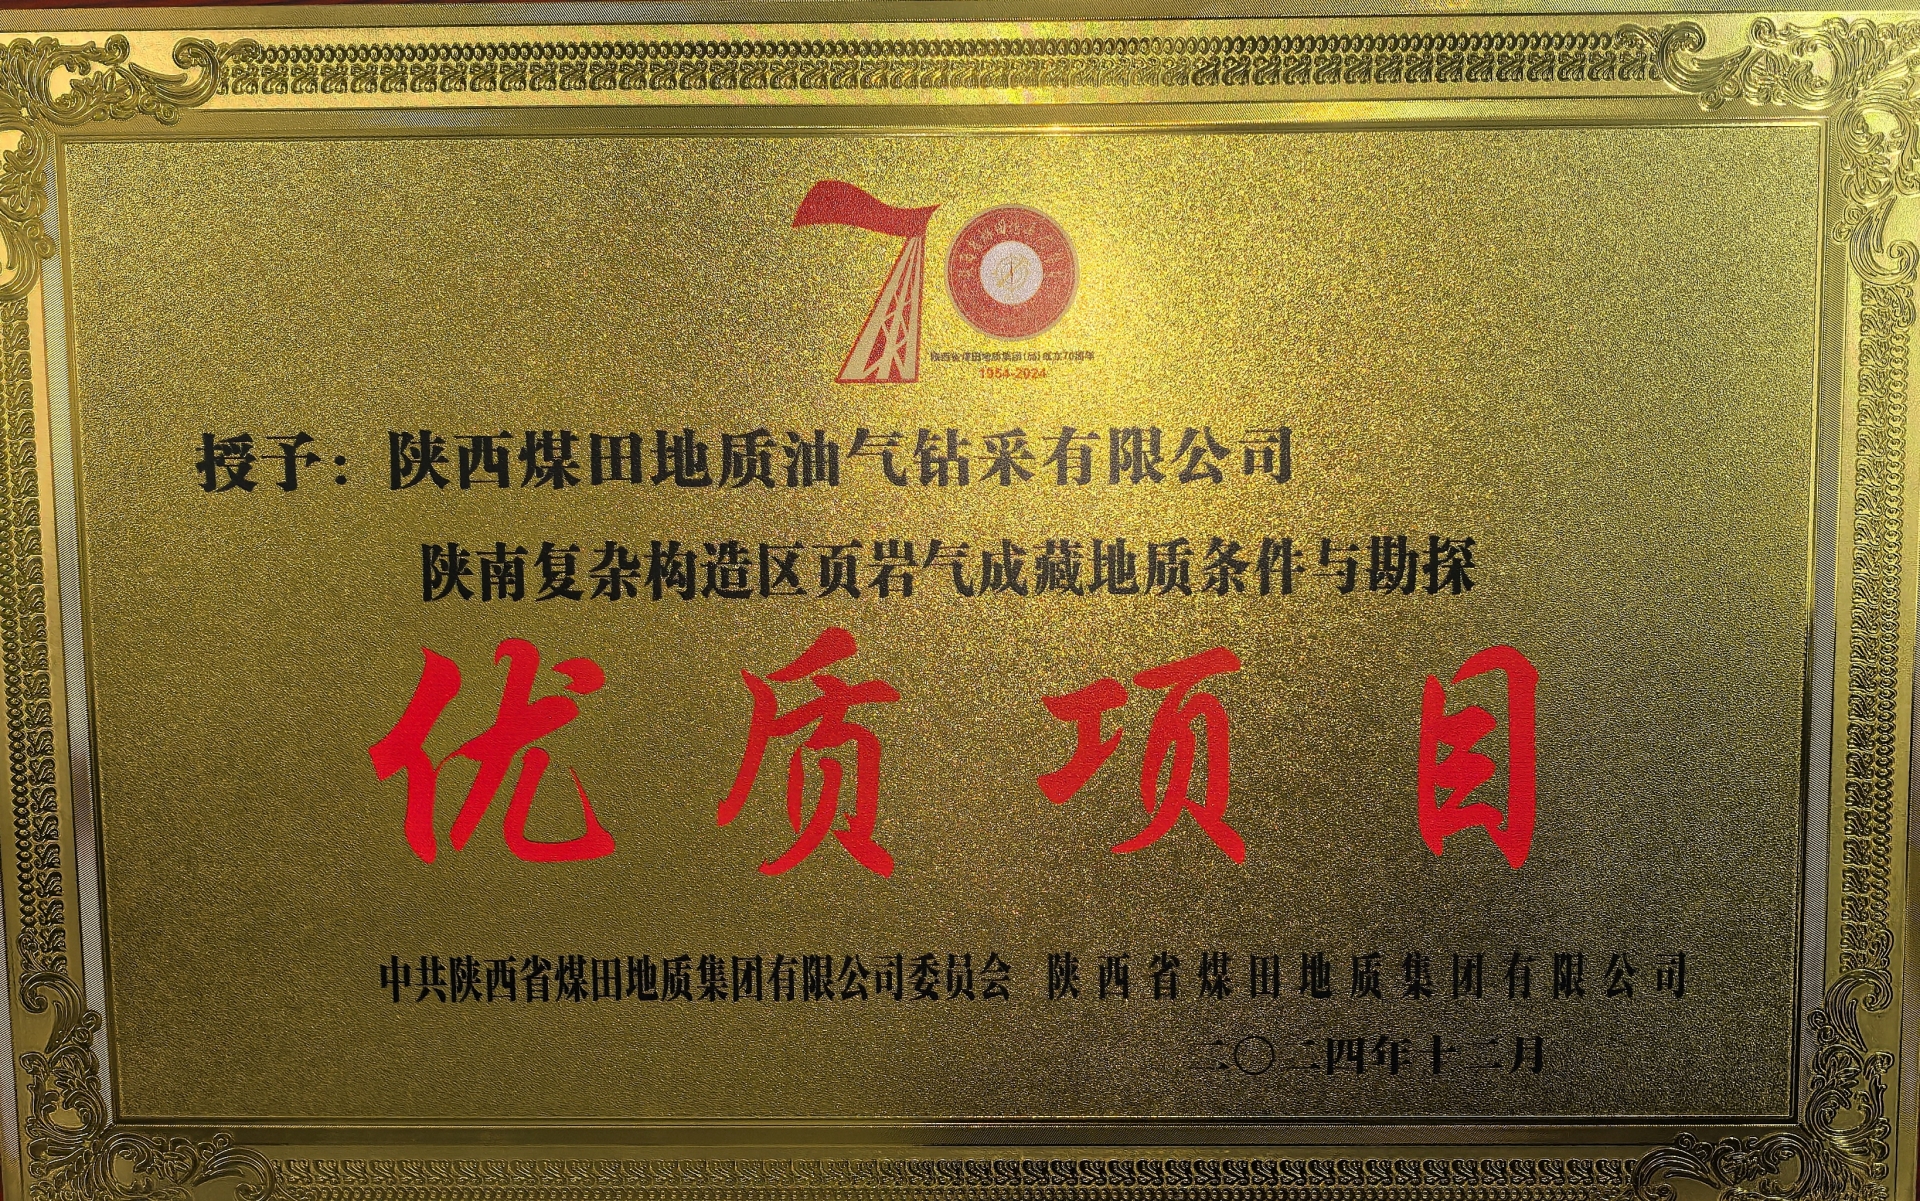 70
陕西省煤田地质集团(局)成立70周年
1954-2024
授予：陕西煤田地质油气钻采有限公司
陕南复杂构造区页岩气成藏地质条件与勘探
优质项目
中共陕西省煤田地质集团有限公司委员会 陕西省煤田地质集团有限公司
二〇二四年十二月